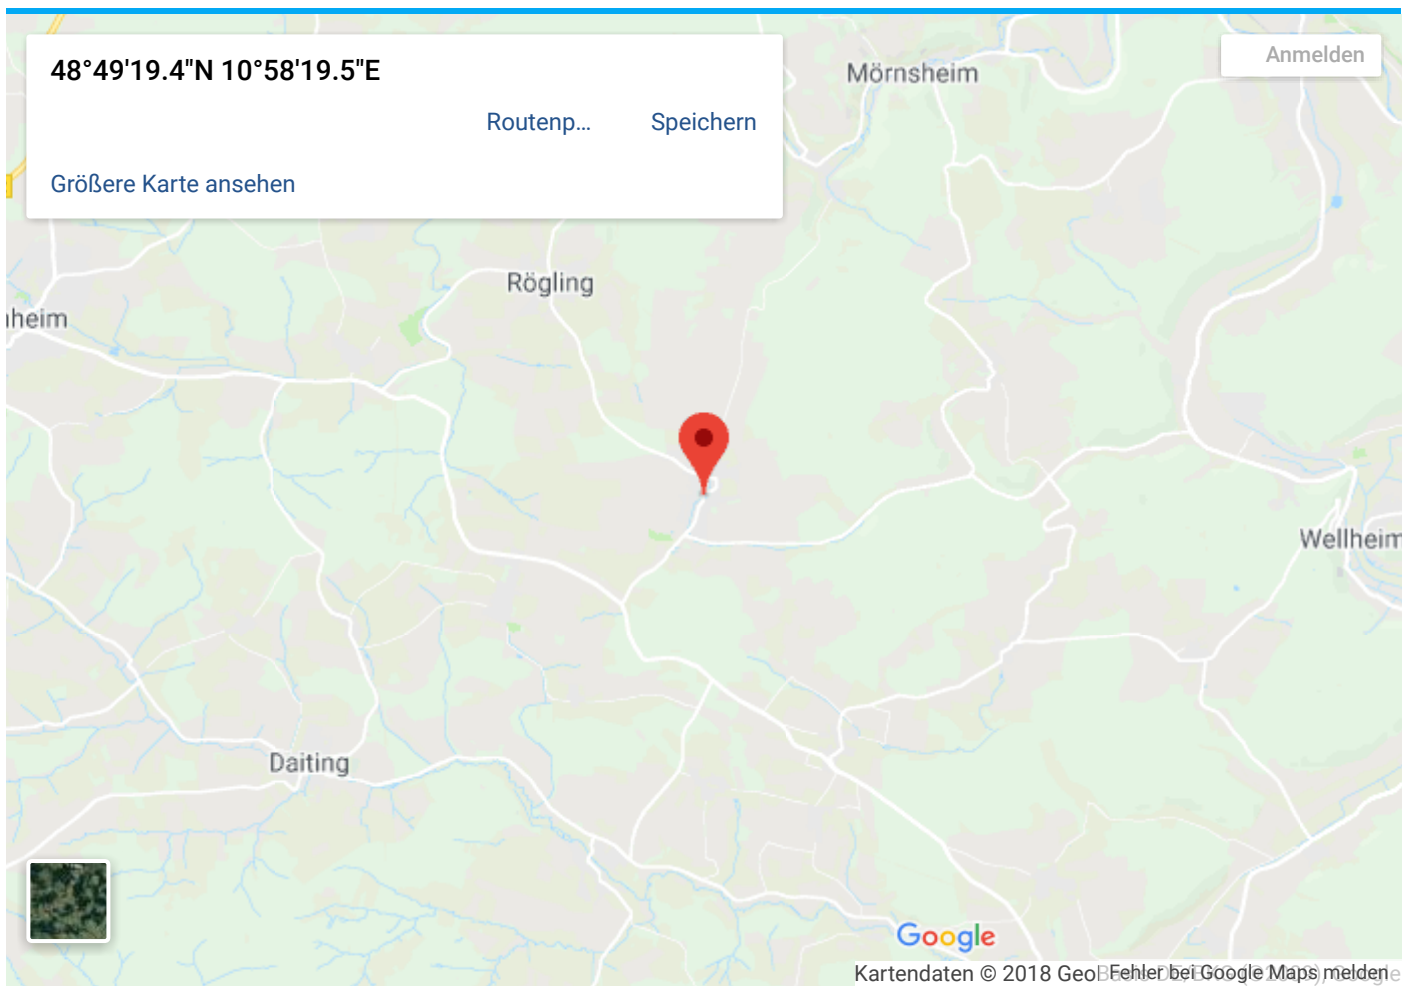 48°49'19.4"N 10°58'19.5"E
Anmelden
Routenp...
Speichern
Größere Karte ansehen
Mörnsheim
Rögling
nheim
Wellheim
Daiting
Google
Kartendaten © 2018 Geo
Fehler bei Google Maps melden